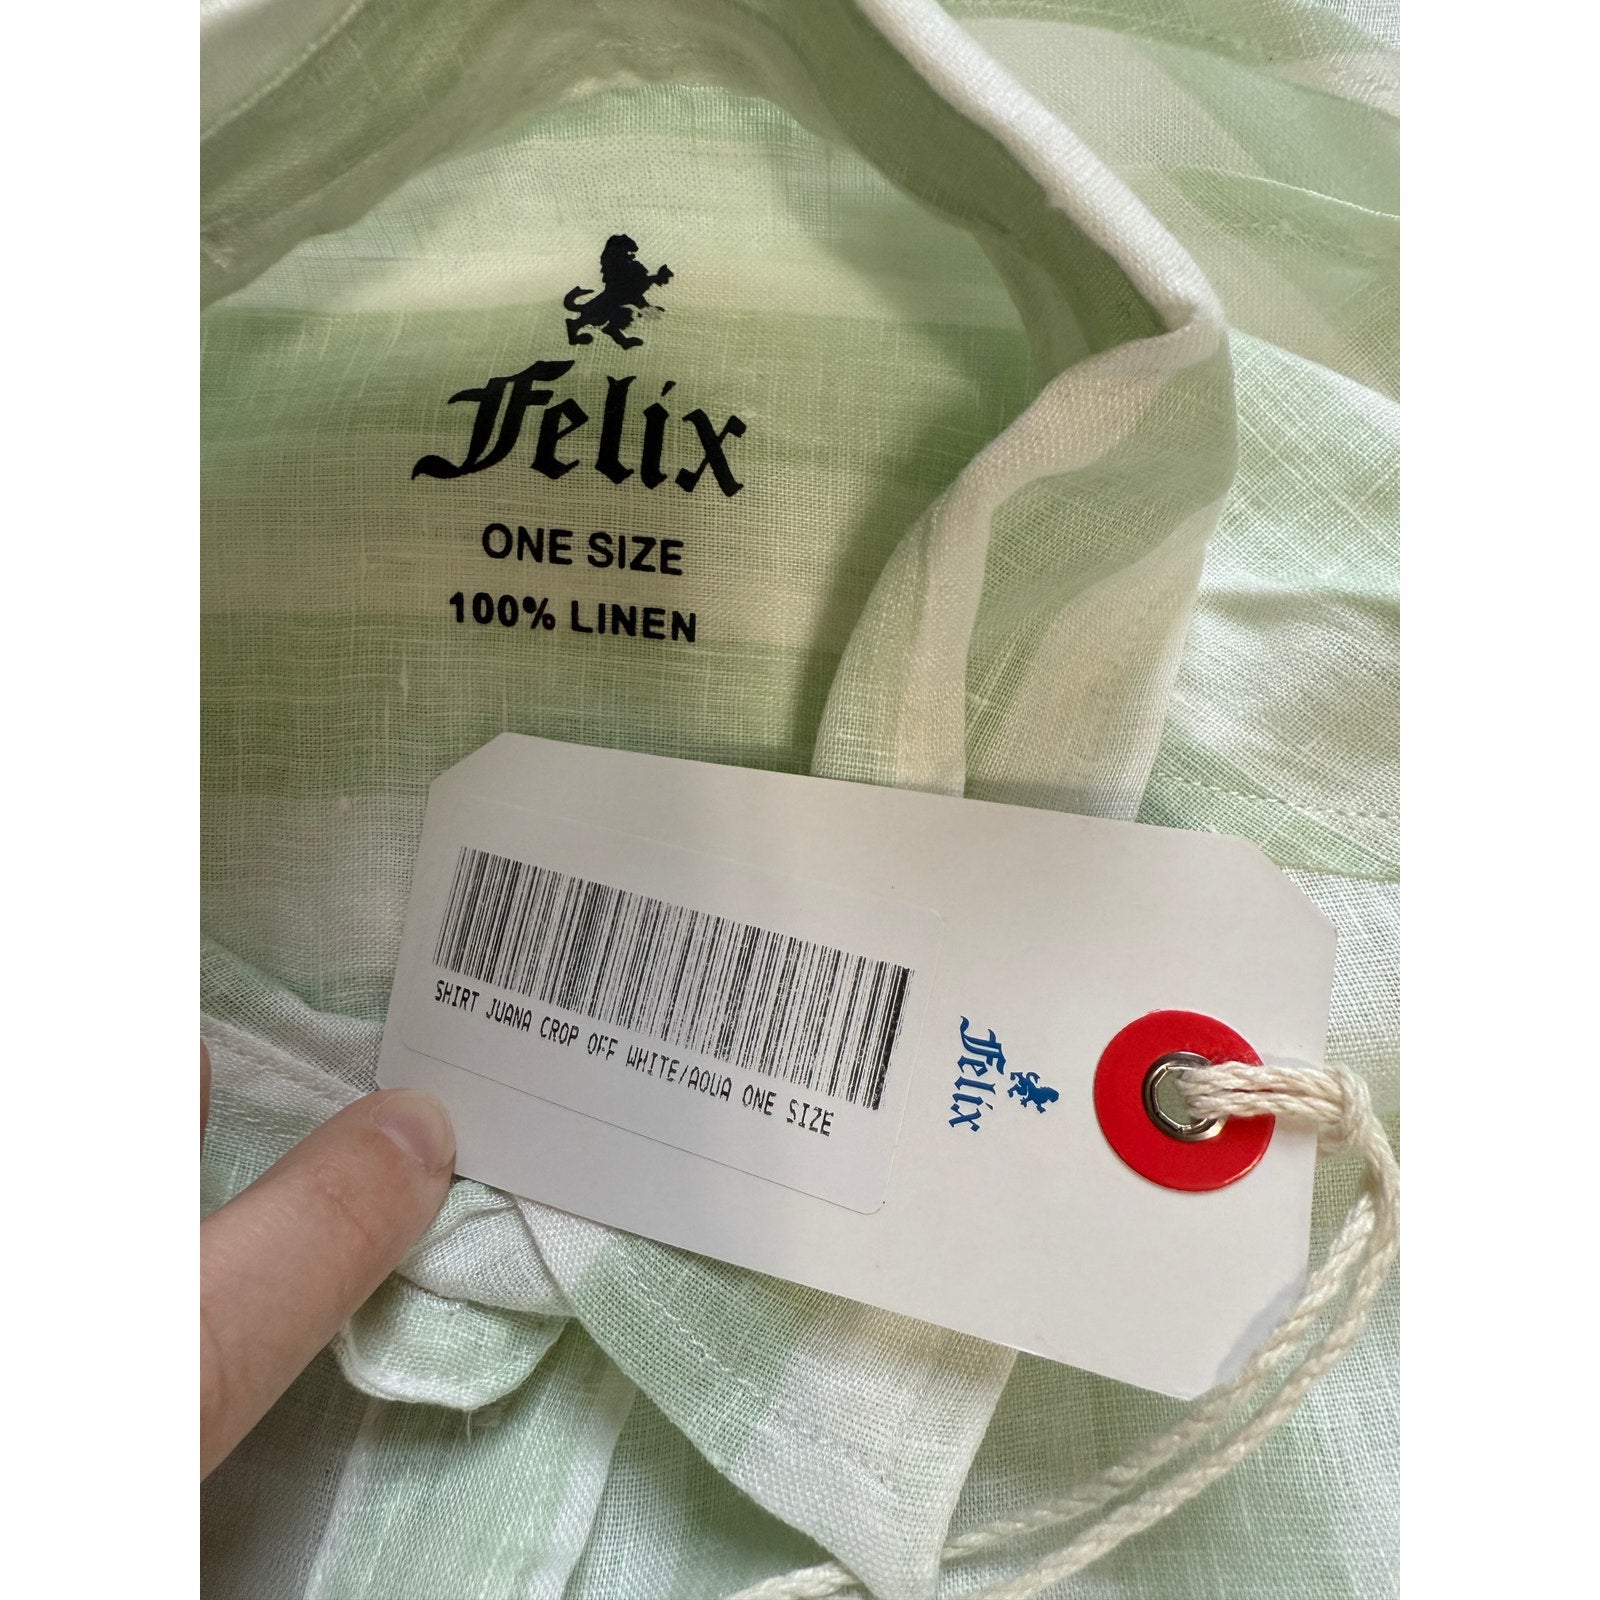 Felix
ONE SIZE
100% LINEN
SHIRT JUANA CROP OFF WHITE/AQUA ONE SIZE
Felix